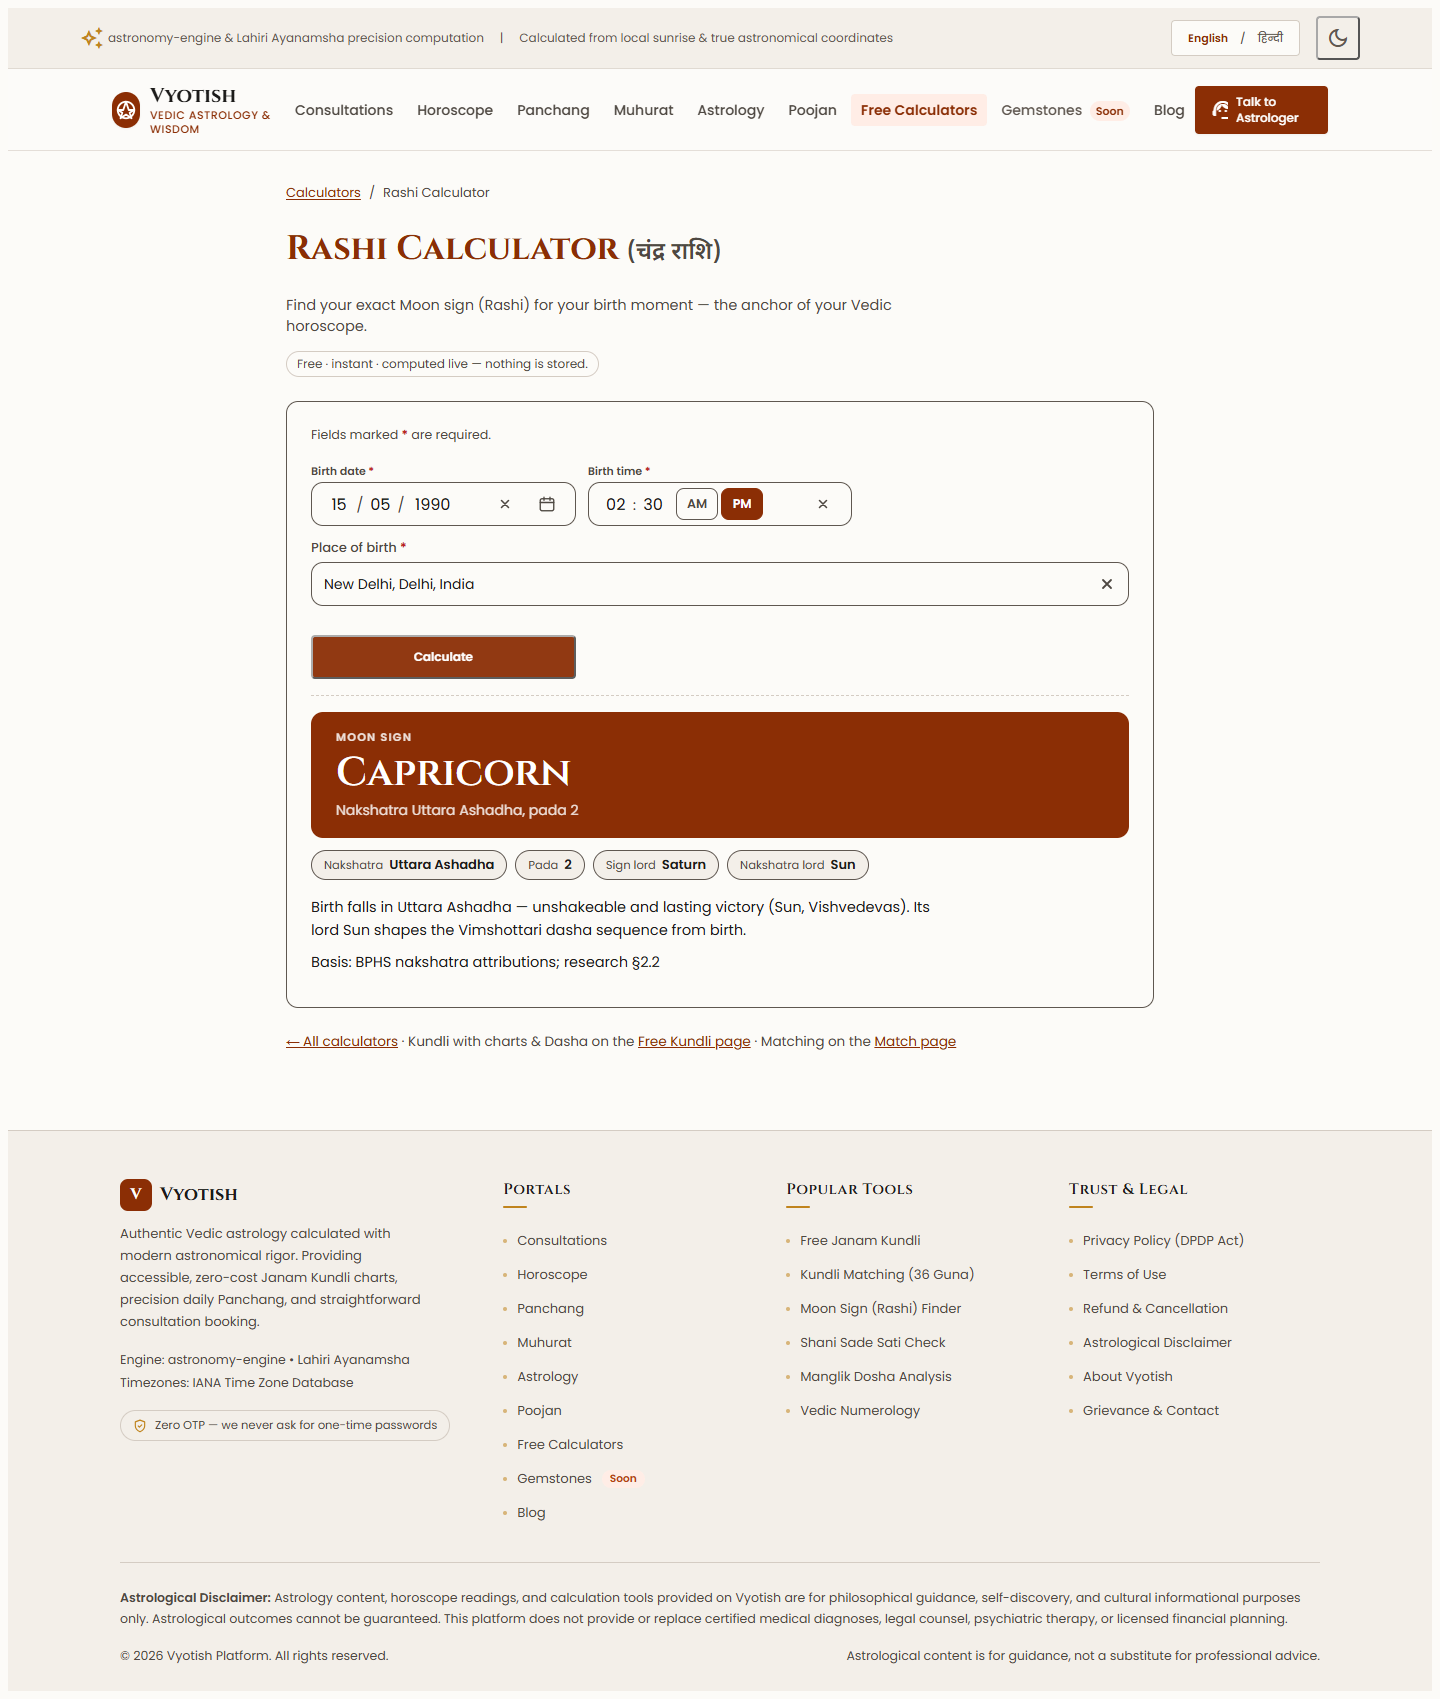 astronomy-engine & Lahiri Ayanamsha precision computation | Calculated from local sunrise & true astronomical coordinates
English / हिन्दी
Vyotish
VEDIC ASTROLOGY &
WISDOM
Consultations Horoscope Panchang Muhurat Astrology Poojan Free Calculators Gemstones Soon Blog
Talk to
Astrologer
Calculators / Rashi Calculator
Rashi Calculator (चंद्र राशि)
Find your exact Moon sign (Rashi) for your birth moment — the anchor of your Vedic
horoscope.
Free · instant · computed live — nothing is stored.
Fields marked * are required.
Birth date * Birth time *
15 / 05 / 1990 02 : 30 AM PM
Place of birth *
New Delhi, Delhi, India
Calculate
MOON SIGN
Capricorn
Nakshatra Uttara Ashadha, pada 2
Nakshatra Uttara Ashadha Pada 2 Sign lord Saturn Nakshatra lord Sun
Birth falls in Uttara Ashadha — unshakeable and lasting victory (Sun, Vishvedevas). Its
lord Sun shapes the Vimshottari dasha sequence from birth.
Basis: BPHS nakshatra attributions; research §2.2
← All calculators · Kundli with charts & Dasha on the Free Kundli page · Matching on the Match page
V Vyotish
Authentic Vedic astrology calculated with
modern astronomical rigor. Providing
accessible, zero-cost Janam Kundli charts,
precision daily Panchang, and straightforward
consultation booking.
Engine: astronomy-engine • Lahiri Ayanamsha
Timezones: IANA Time Zone Database
Zero OTP — we never ask for one-time passwords
Portals
Consultations
Horoscope
Panchang
Muhurat
Astrology
Poojan
Free Calculators
Gemstones Soon
Blog
Popular Tools
Free Janam Kundli
Kundli Matching (36 Guna)
Moon Sign (Rashi) Finder
Shani Sade Sati Check
Manglik Dosha Analysis
Vedic Numerology
Trust & Legal
Privacy Policy (DPDP Act)
Terms of Use
Refund & Cancellation
Astrological Disclaimer
About Vyotish
Grievance & Contact
Astrological Disclaimer: Astrology content, horoscope readings, and calculation tools provided on Vyotish are for philosophical guidance, self-discovery, and cultural informational purposes
only. Astrological outcomes cannot be guaranteed. This platform does not provide or replace certified medical diagnoses, legal counsel, psychiatric therapy, or licensed financial planning.
© 2026 Vyotish Platform. All rights reserved.
Astrological content is for guidance, not a substitute for professional advice.